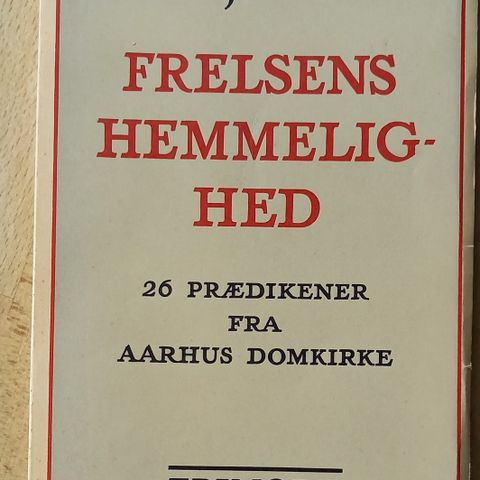 FRELSENS
HEMMELIG-
HED
26 PRÆDIKENER
FRA
AARHUS DOMKIRKE